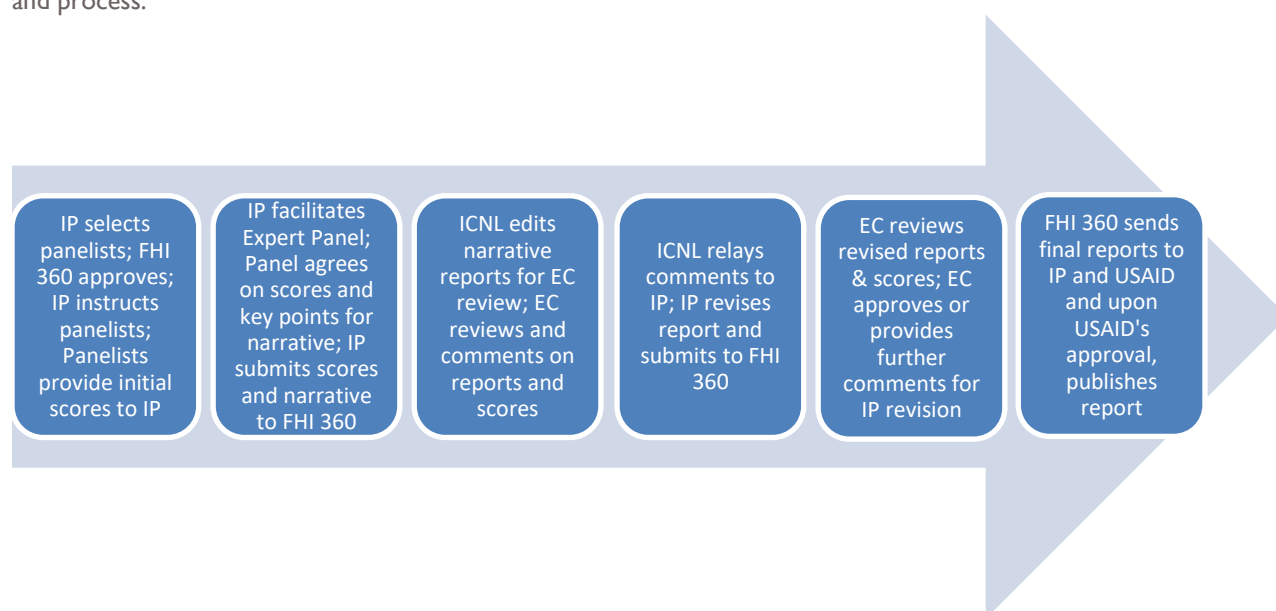 and process.
IP selects
panelists; FHI
360 approves;
IP instructs
panelists;
Panelists
provide initial
scores to IP
IP facilitates
Expert Panel;
Panel agrees
on scores and
key points for
narrative; IP
submits scores
and narrative
to FHI 360
ICNL edits
narrative
reports for EC
review; EC
reviews and
comments on
reports and
scores
ICNL relays
comments to
IP; IP revises
report and
submits to FHI
360
EC reviews
revised reports
& scores; EC
approves or
provides
further
comments for
IP revision
FHI 360 sends
final reports to
IP and USAID
and upon
USAID's
approval,
publishes
report